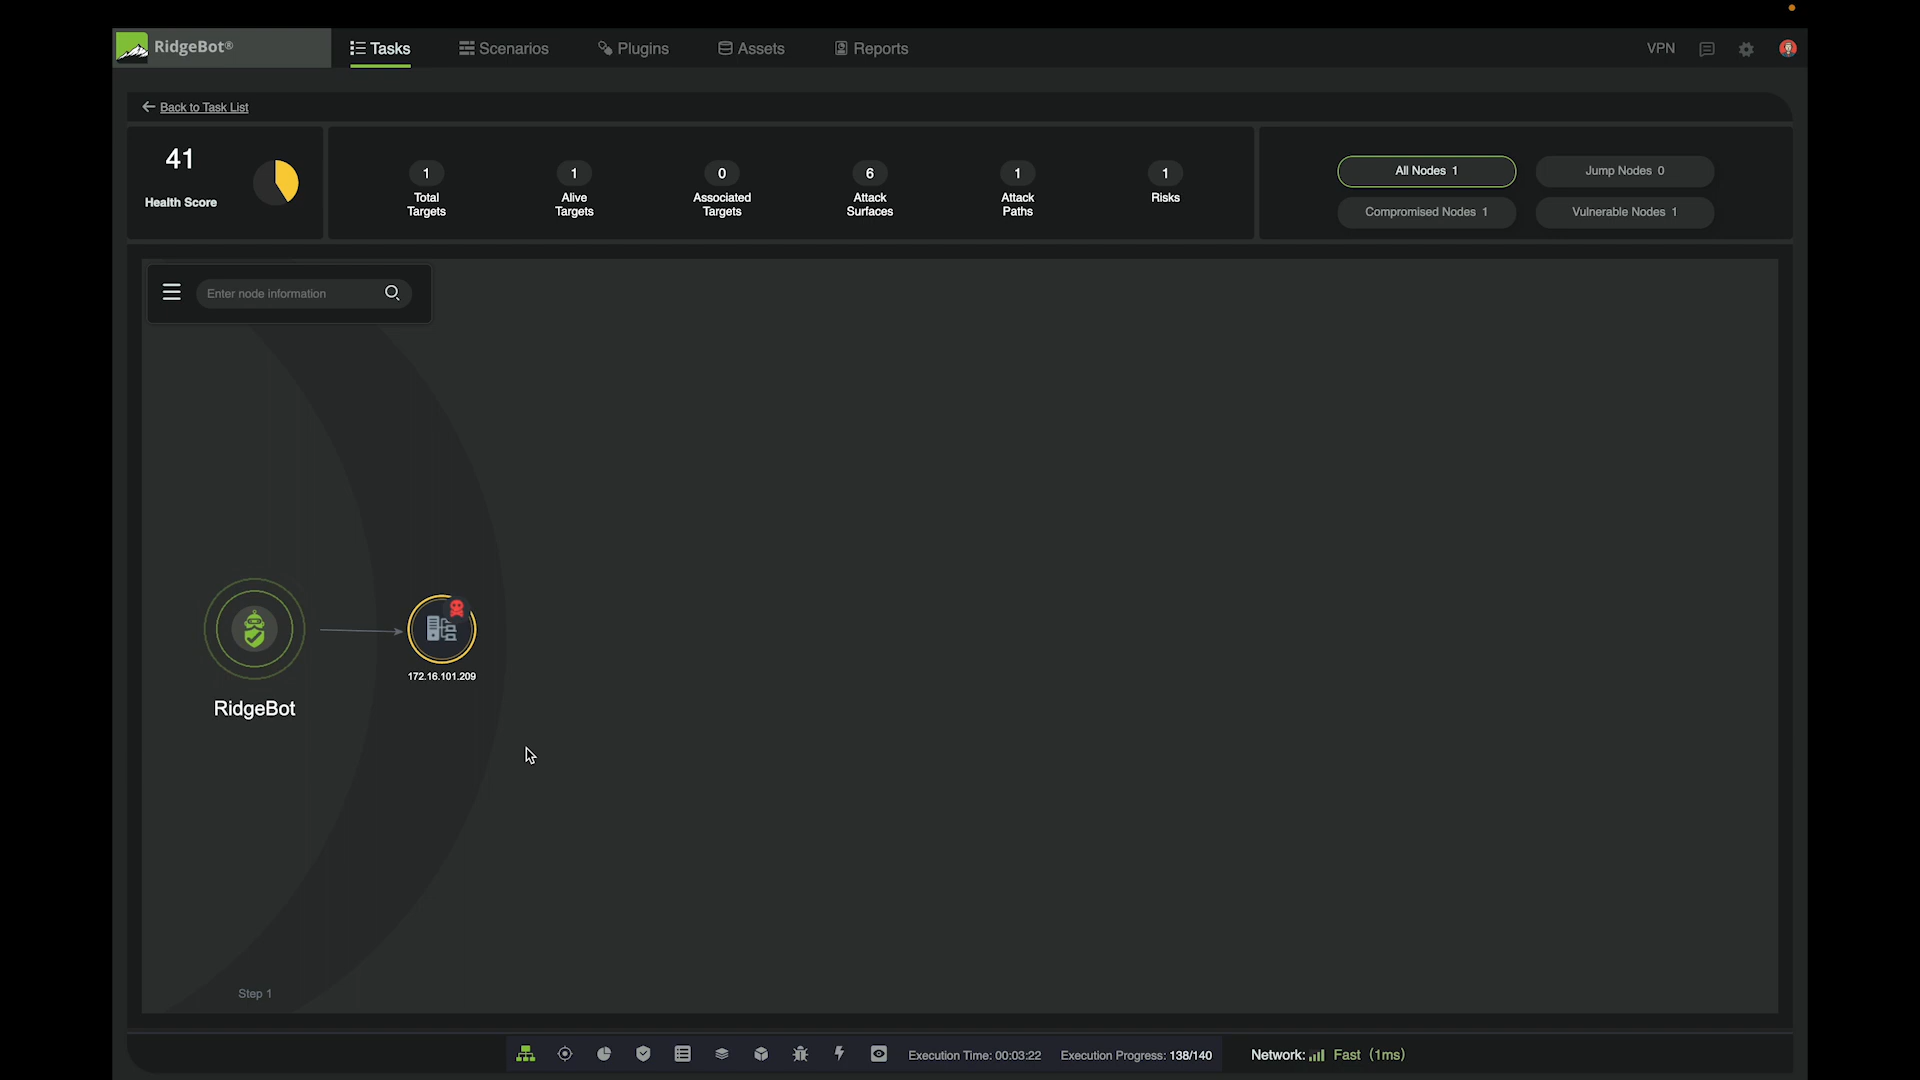 RidgeBot®
Tasks
Scenarios
Plugins
Assets
Reports
VPN
Back to Task List
41
Health Score
1
Total
Targets
1
Alive
Targets
0
Associated
Targets
6
Attack
Surfaces
1
Attack
Paths
1
Risks
All Nodes 1
Jump Nodes 0
Compromised Nodes 1
Vulnerable Nodes 1
Enter node information
172.16.101.209
RidgeBot
Step 1
Execution Time: 00:03:22
Execution Progress: 138/140
Network: Fast (1ms)